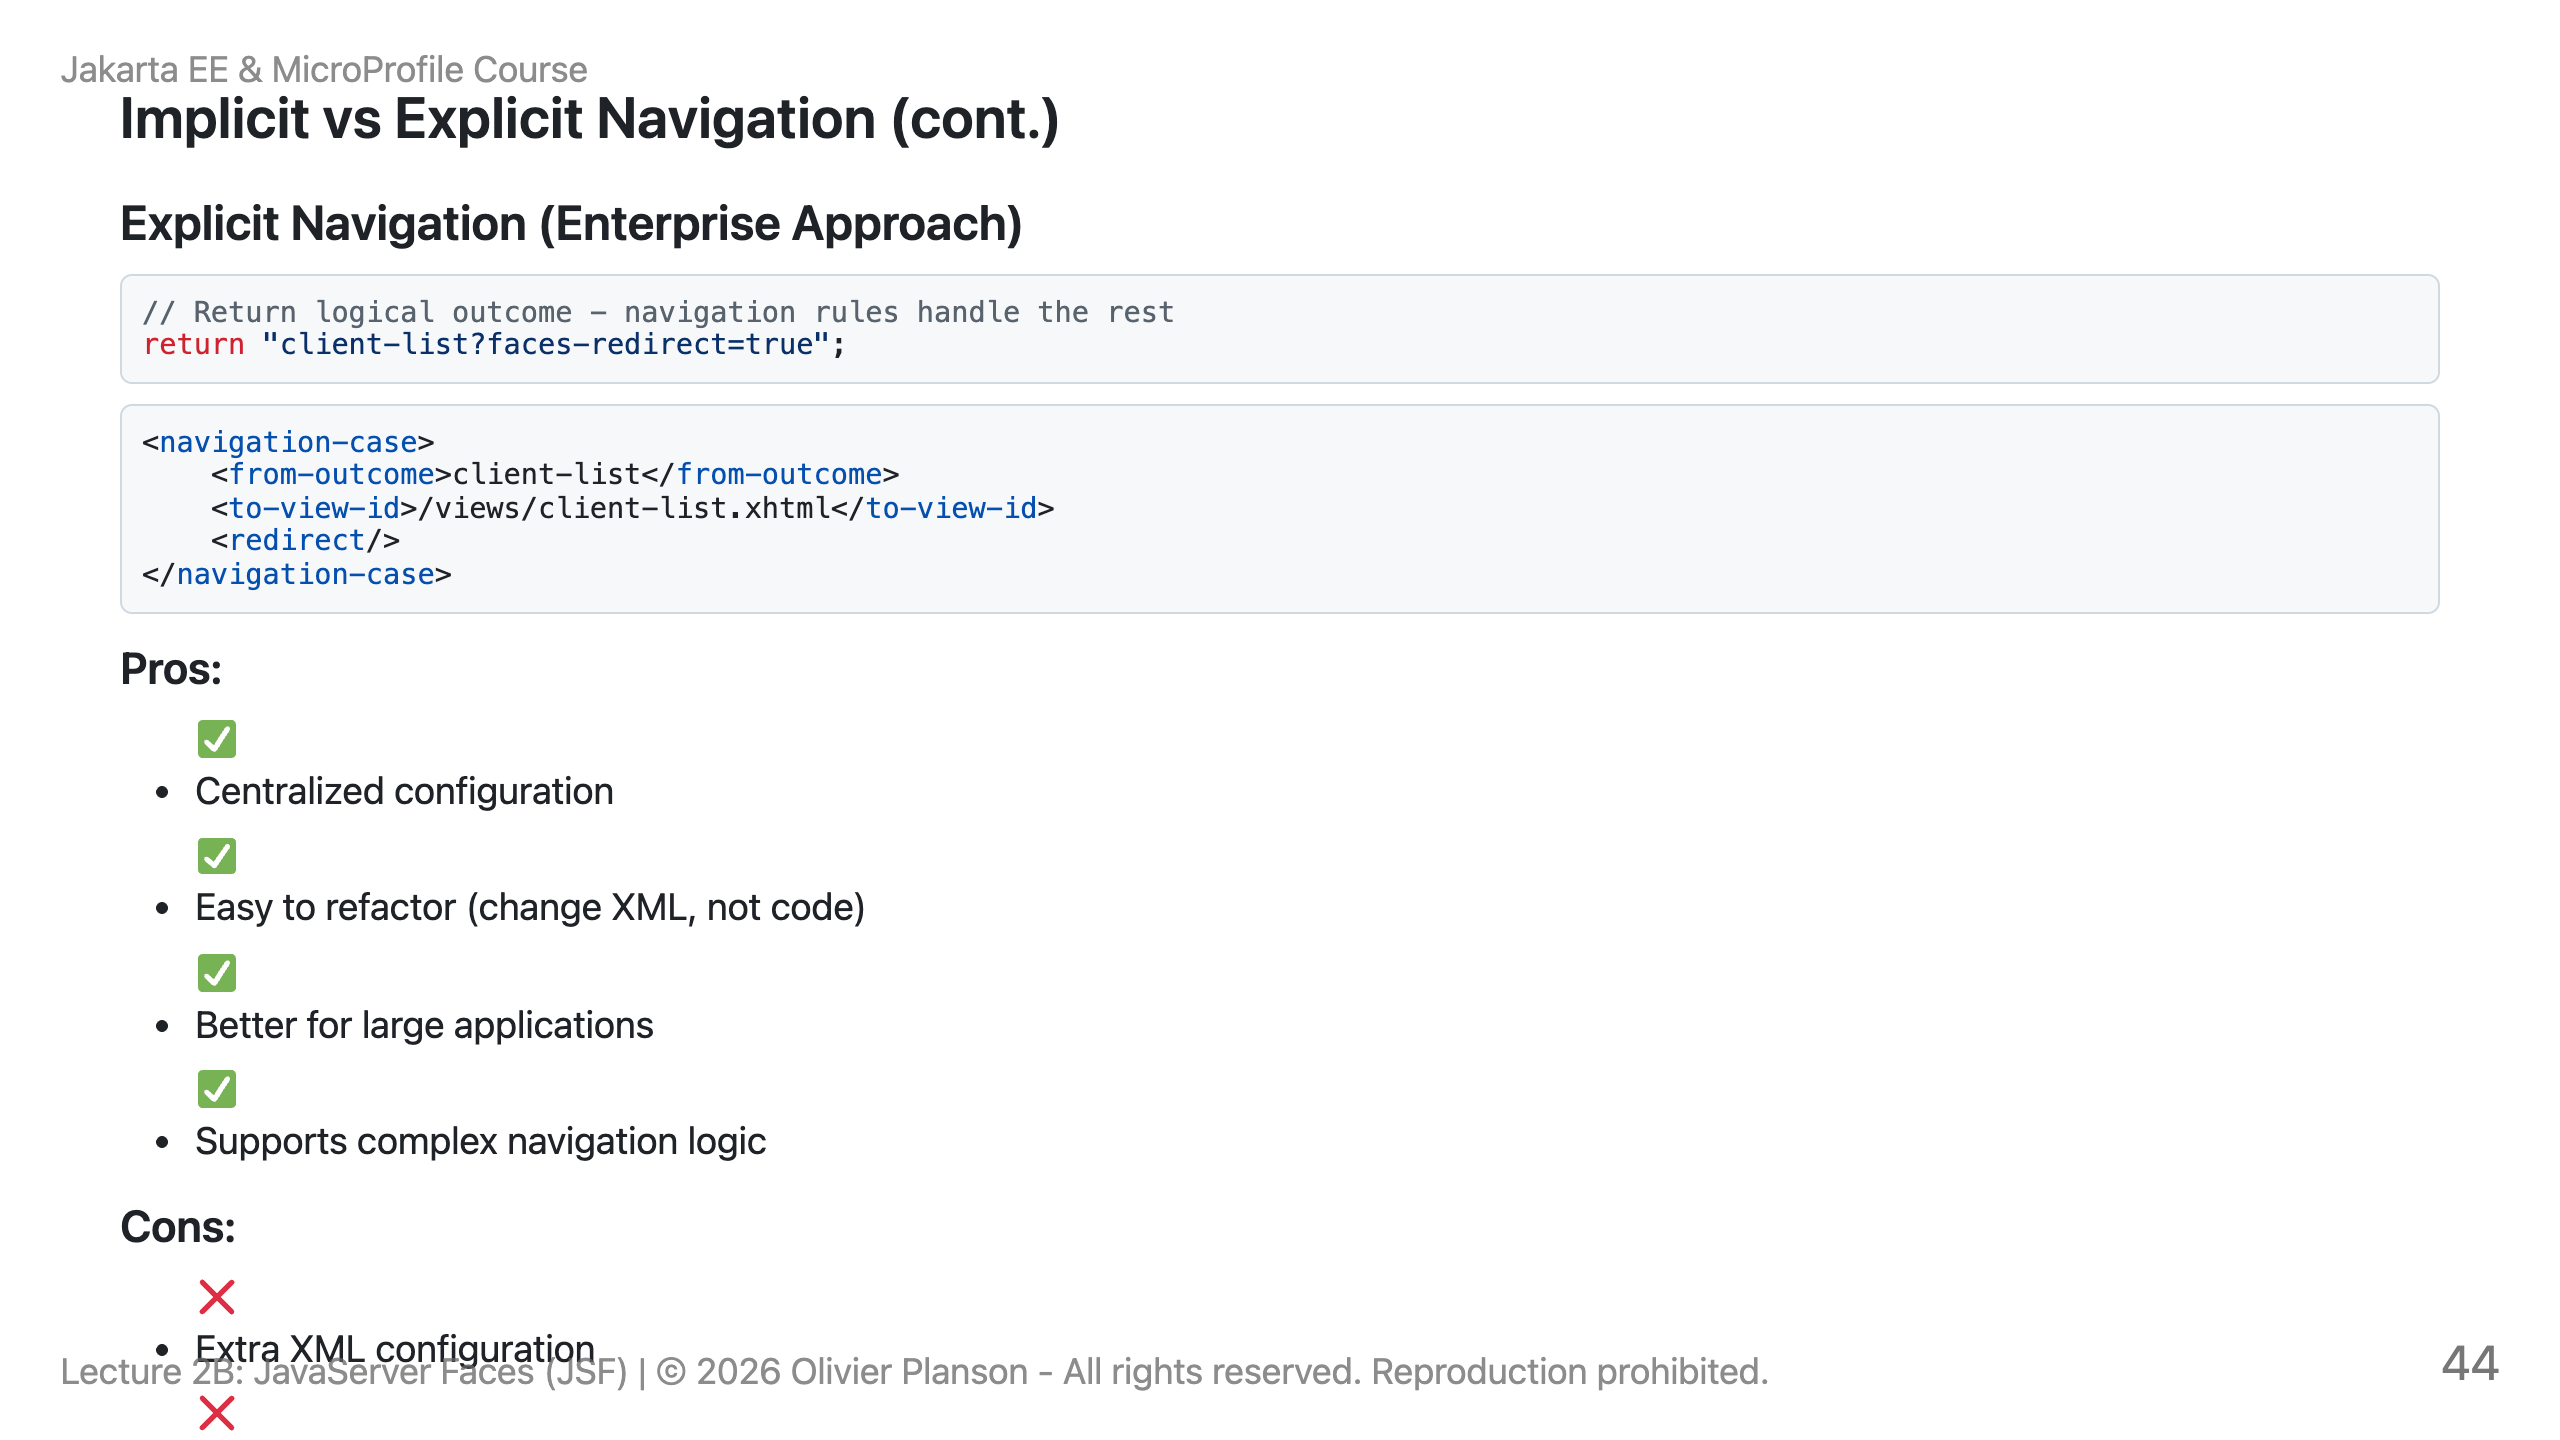 Jakarta EE & MicroProfile Course
Implicit vs Explicit Navigation (cont.)
Explicit Navigation (Enterprise Approach)
// Return logical outcome – navigation rules handle the rest
return "client-list?faces-redirect=true";
<navigation-case>
    <from-outcome>client-list</from-outcome>
    <to-view-id>/views/client-list.xhtml</to-view-id>
    <redirect/>
</navigation-case>
Pros:
✅
• Centralized configuration
✅
• Easy to refactor (change XML, not code)
✅
• Better for large applications
✅
• Supports complex navigation logic
Cons:
❌
• Extra XML configuration
Lecture 2B: JavaServer Faces (JSF) | © 2026 Olivier Planson - All rights reserved. Reproduction prohibited.
44
❌